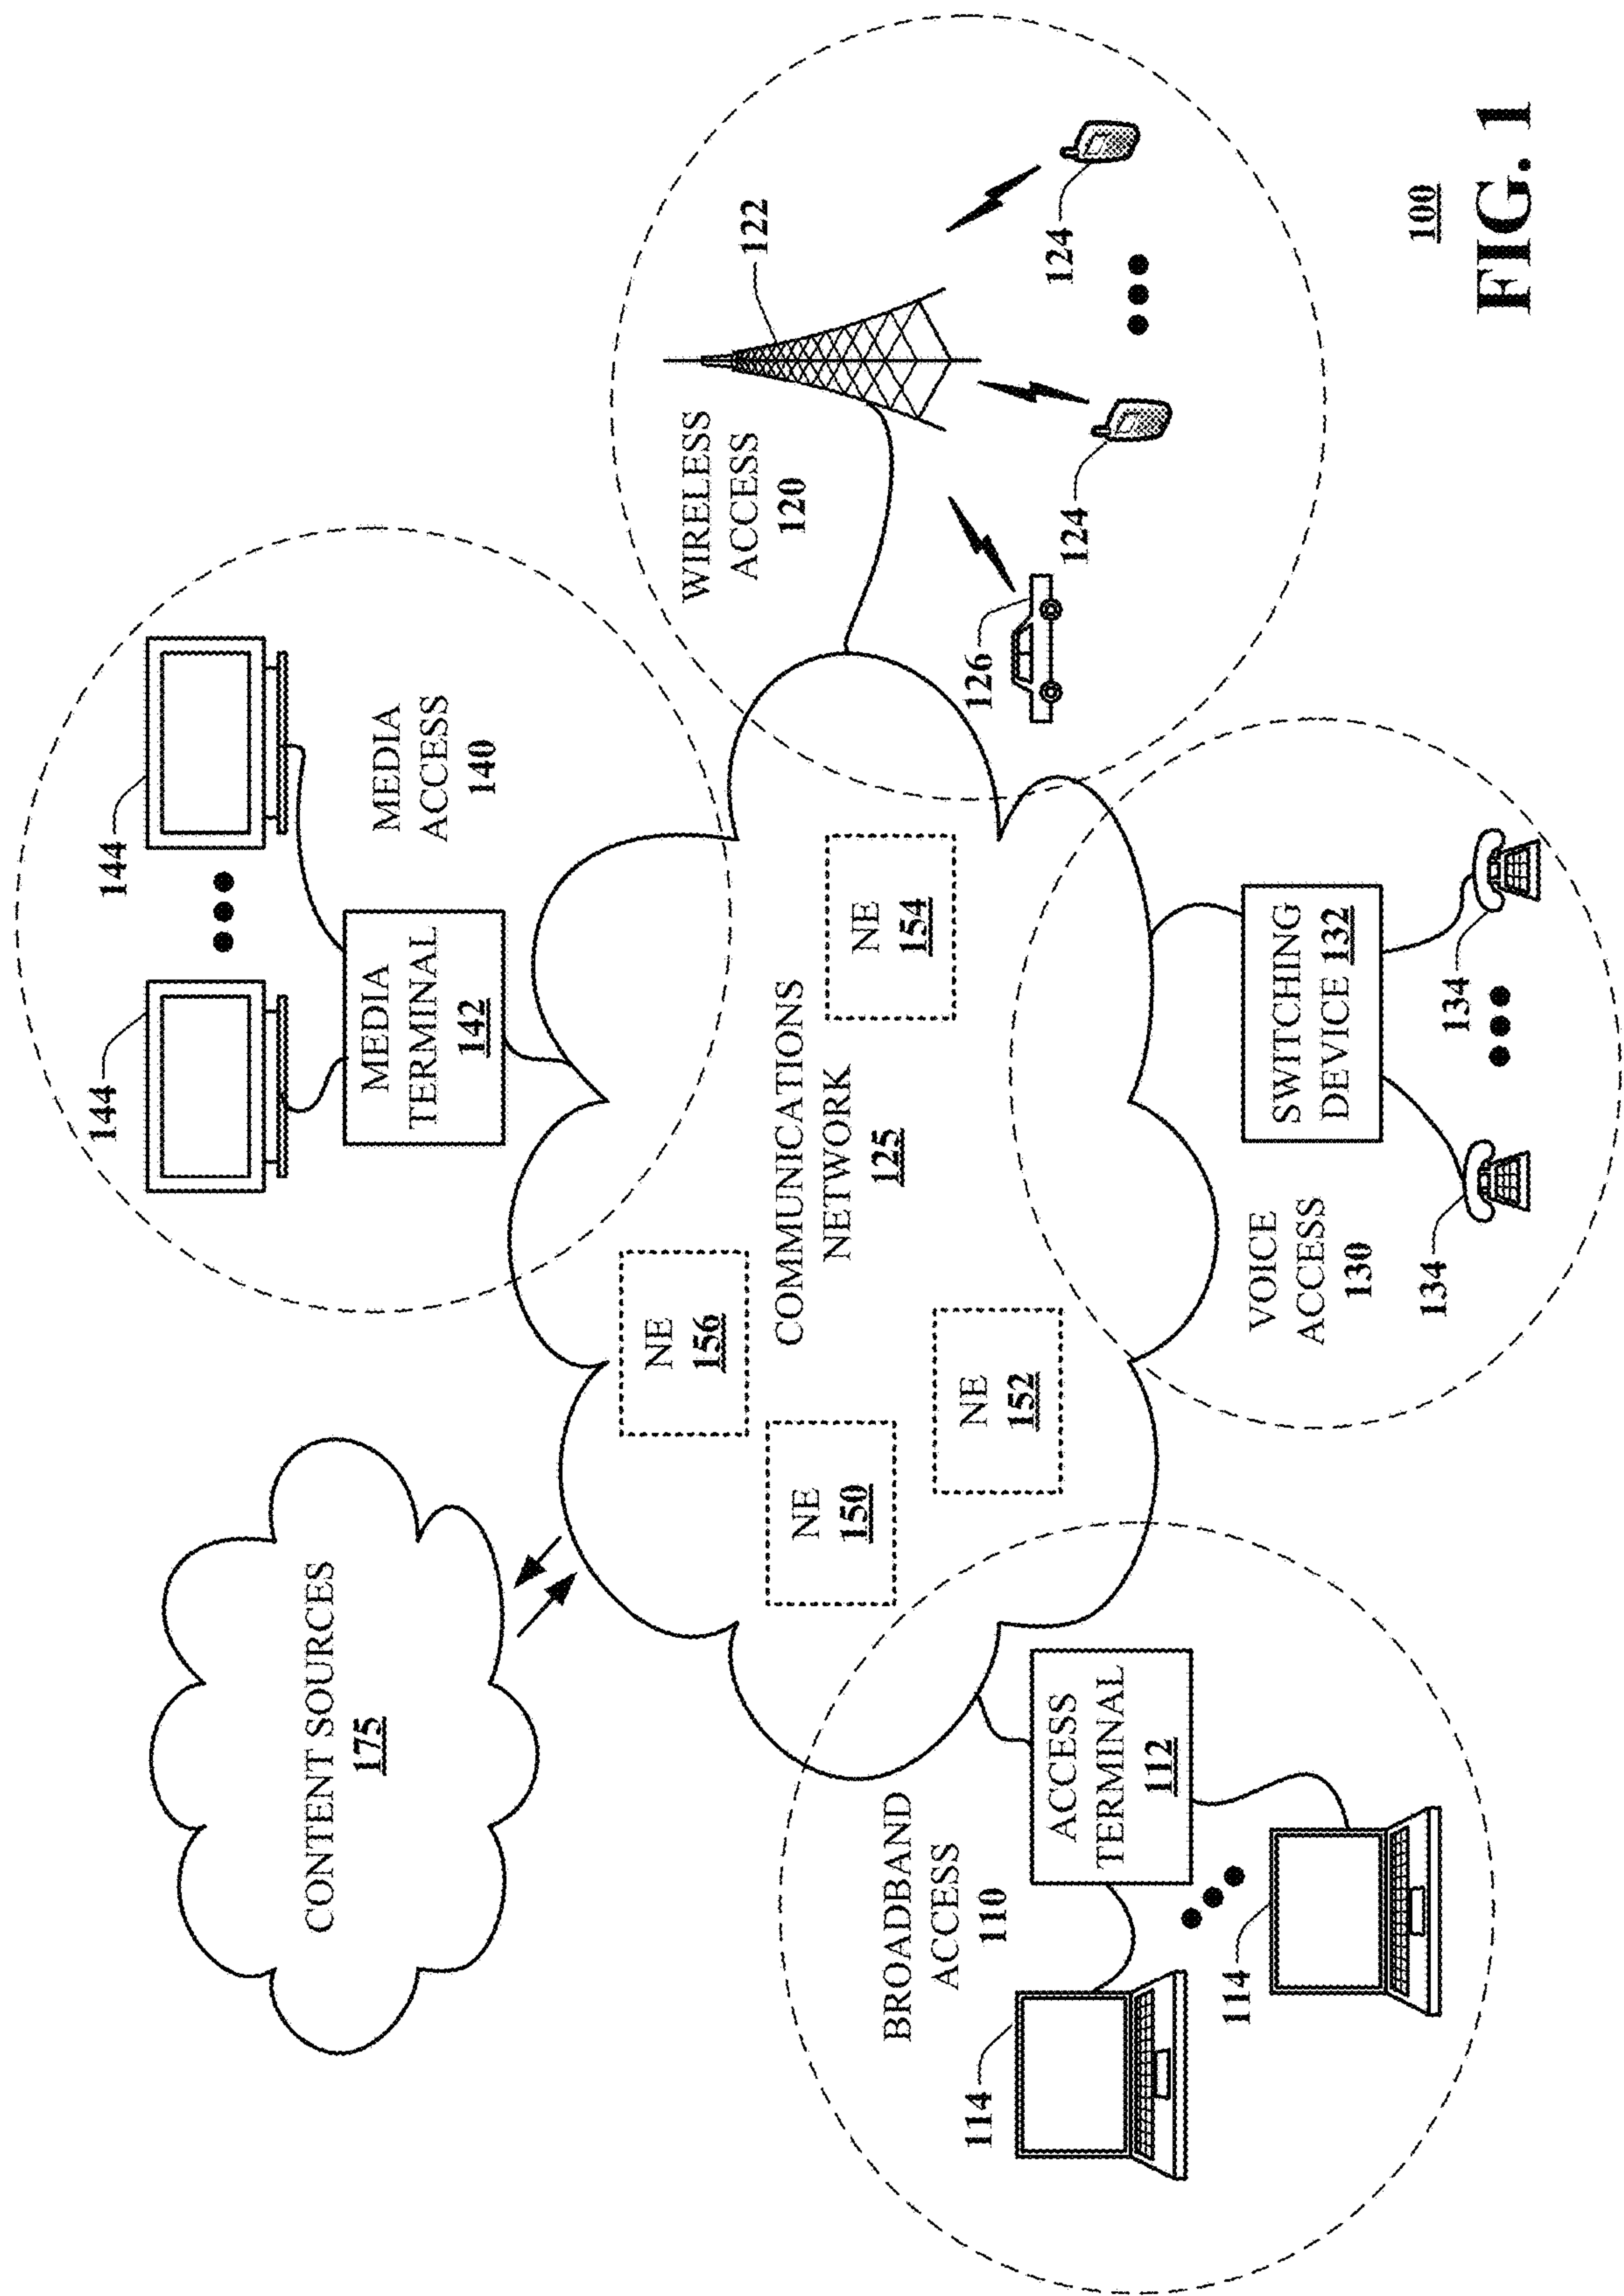 CONTENT SOURCES
175
144
144
MEDIA
TERMINAL
142
MEDIA
ACCESS
140
NE
156
NE
150
NE
152
COMMUNICATIONS
NETWORK
125
NE
154
WIRELESS
ACCESS
120
122
126
124
124
BROADBAND
ACCESS
110
ACCESS
TERMINAL
112
114
114
VOICE
ACCESS
130
SWITCHING
DEVICE 132
134
134
100
FIG. 1